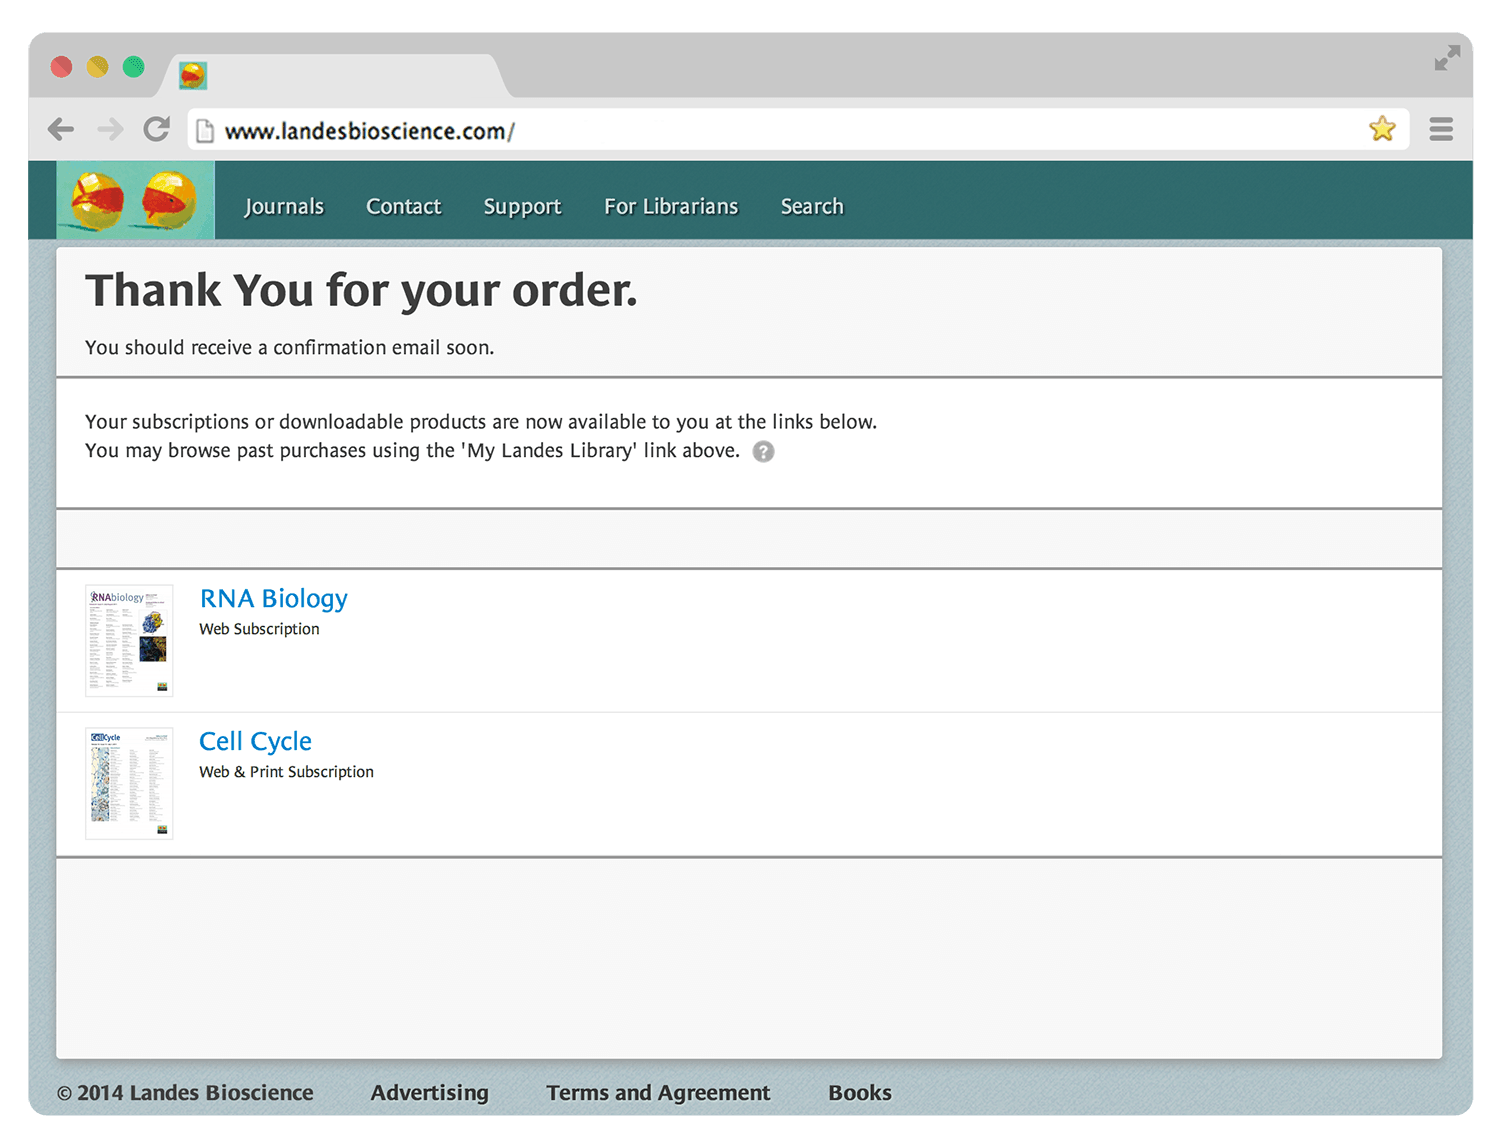 www.landesbioscience.com/
Journals Contact Support For Librarians Search
Thank You for your order.
You should receive a confirmation email soon.
Your subscriptions or downloadable products are now available to you at the links below.
You may browse past purchases using the 'My Landes Library' link above. ?
RNAbiology
RNA Biology
Web Subscription
CellCycle
Cell Cycle
Web & Print Subscription
© 2014 Landes Bioscience Advertising Terms and Agreement Books